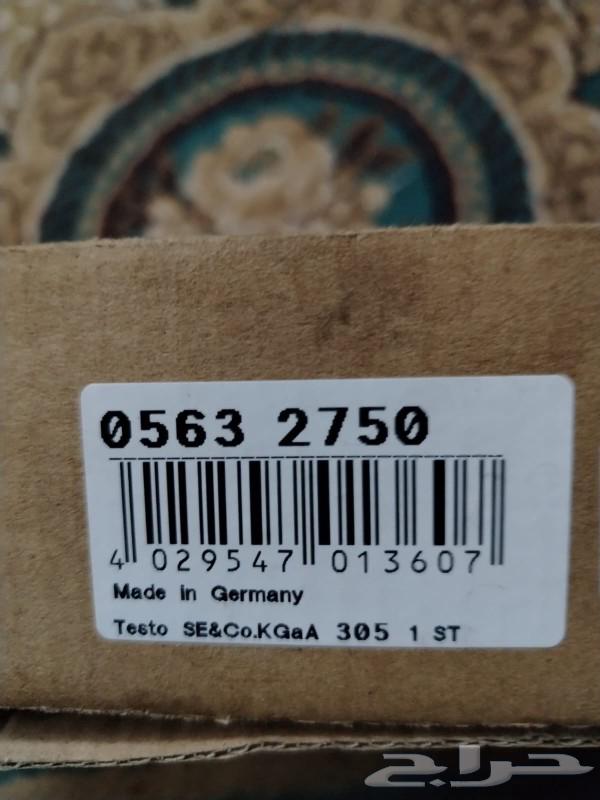 0563 2750
4 029547 013607
Made in Germany
Testo SE&Co.KGaA 305 1 ST
حراج